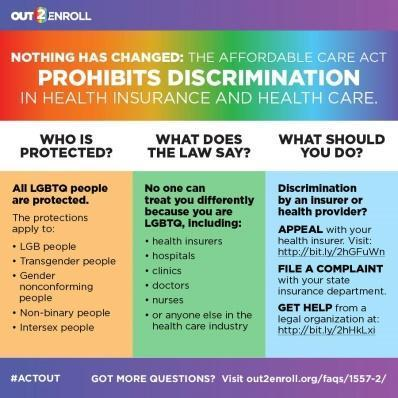 OUT2ENROLL
NOTHING HAS CHANGED: THE AFFORDABLE CARE ACT
PROHIBITS DISCRIMINATION
IN HEALTH INSURANCE AND HEALTH CARE.
WHO IS
PROTECTED?
All LGBTQ people
are protected.
The protections
apply to:
• LGB people
• Transgender people
• Gender
nonconforming
people
• Non-binary people
• Intersex people
WHAT DOES
THE LAW SAY?
No one can
treat you differently
because you are
LGBTQ, including:
• health insurers
• hospitals
• clinics
• doctors
• nurses
• or anyone else in the
health care industry
WHAT SHOULD
YOU DO?
Discrimination
by an insurer or
health provider?
APPEAL with your
health insurer. Visit:
http://bit.ly/2hGFuWn
FILE A COMPLAINT
with your state
insurance department.
GET HELP from a
legal organization at:
http://bit.ly/2hHkLxi
#ACTOUT
GOT MORE QUESTIONS? Visit out2enroll.org/faqs/1557-2/